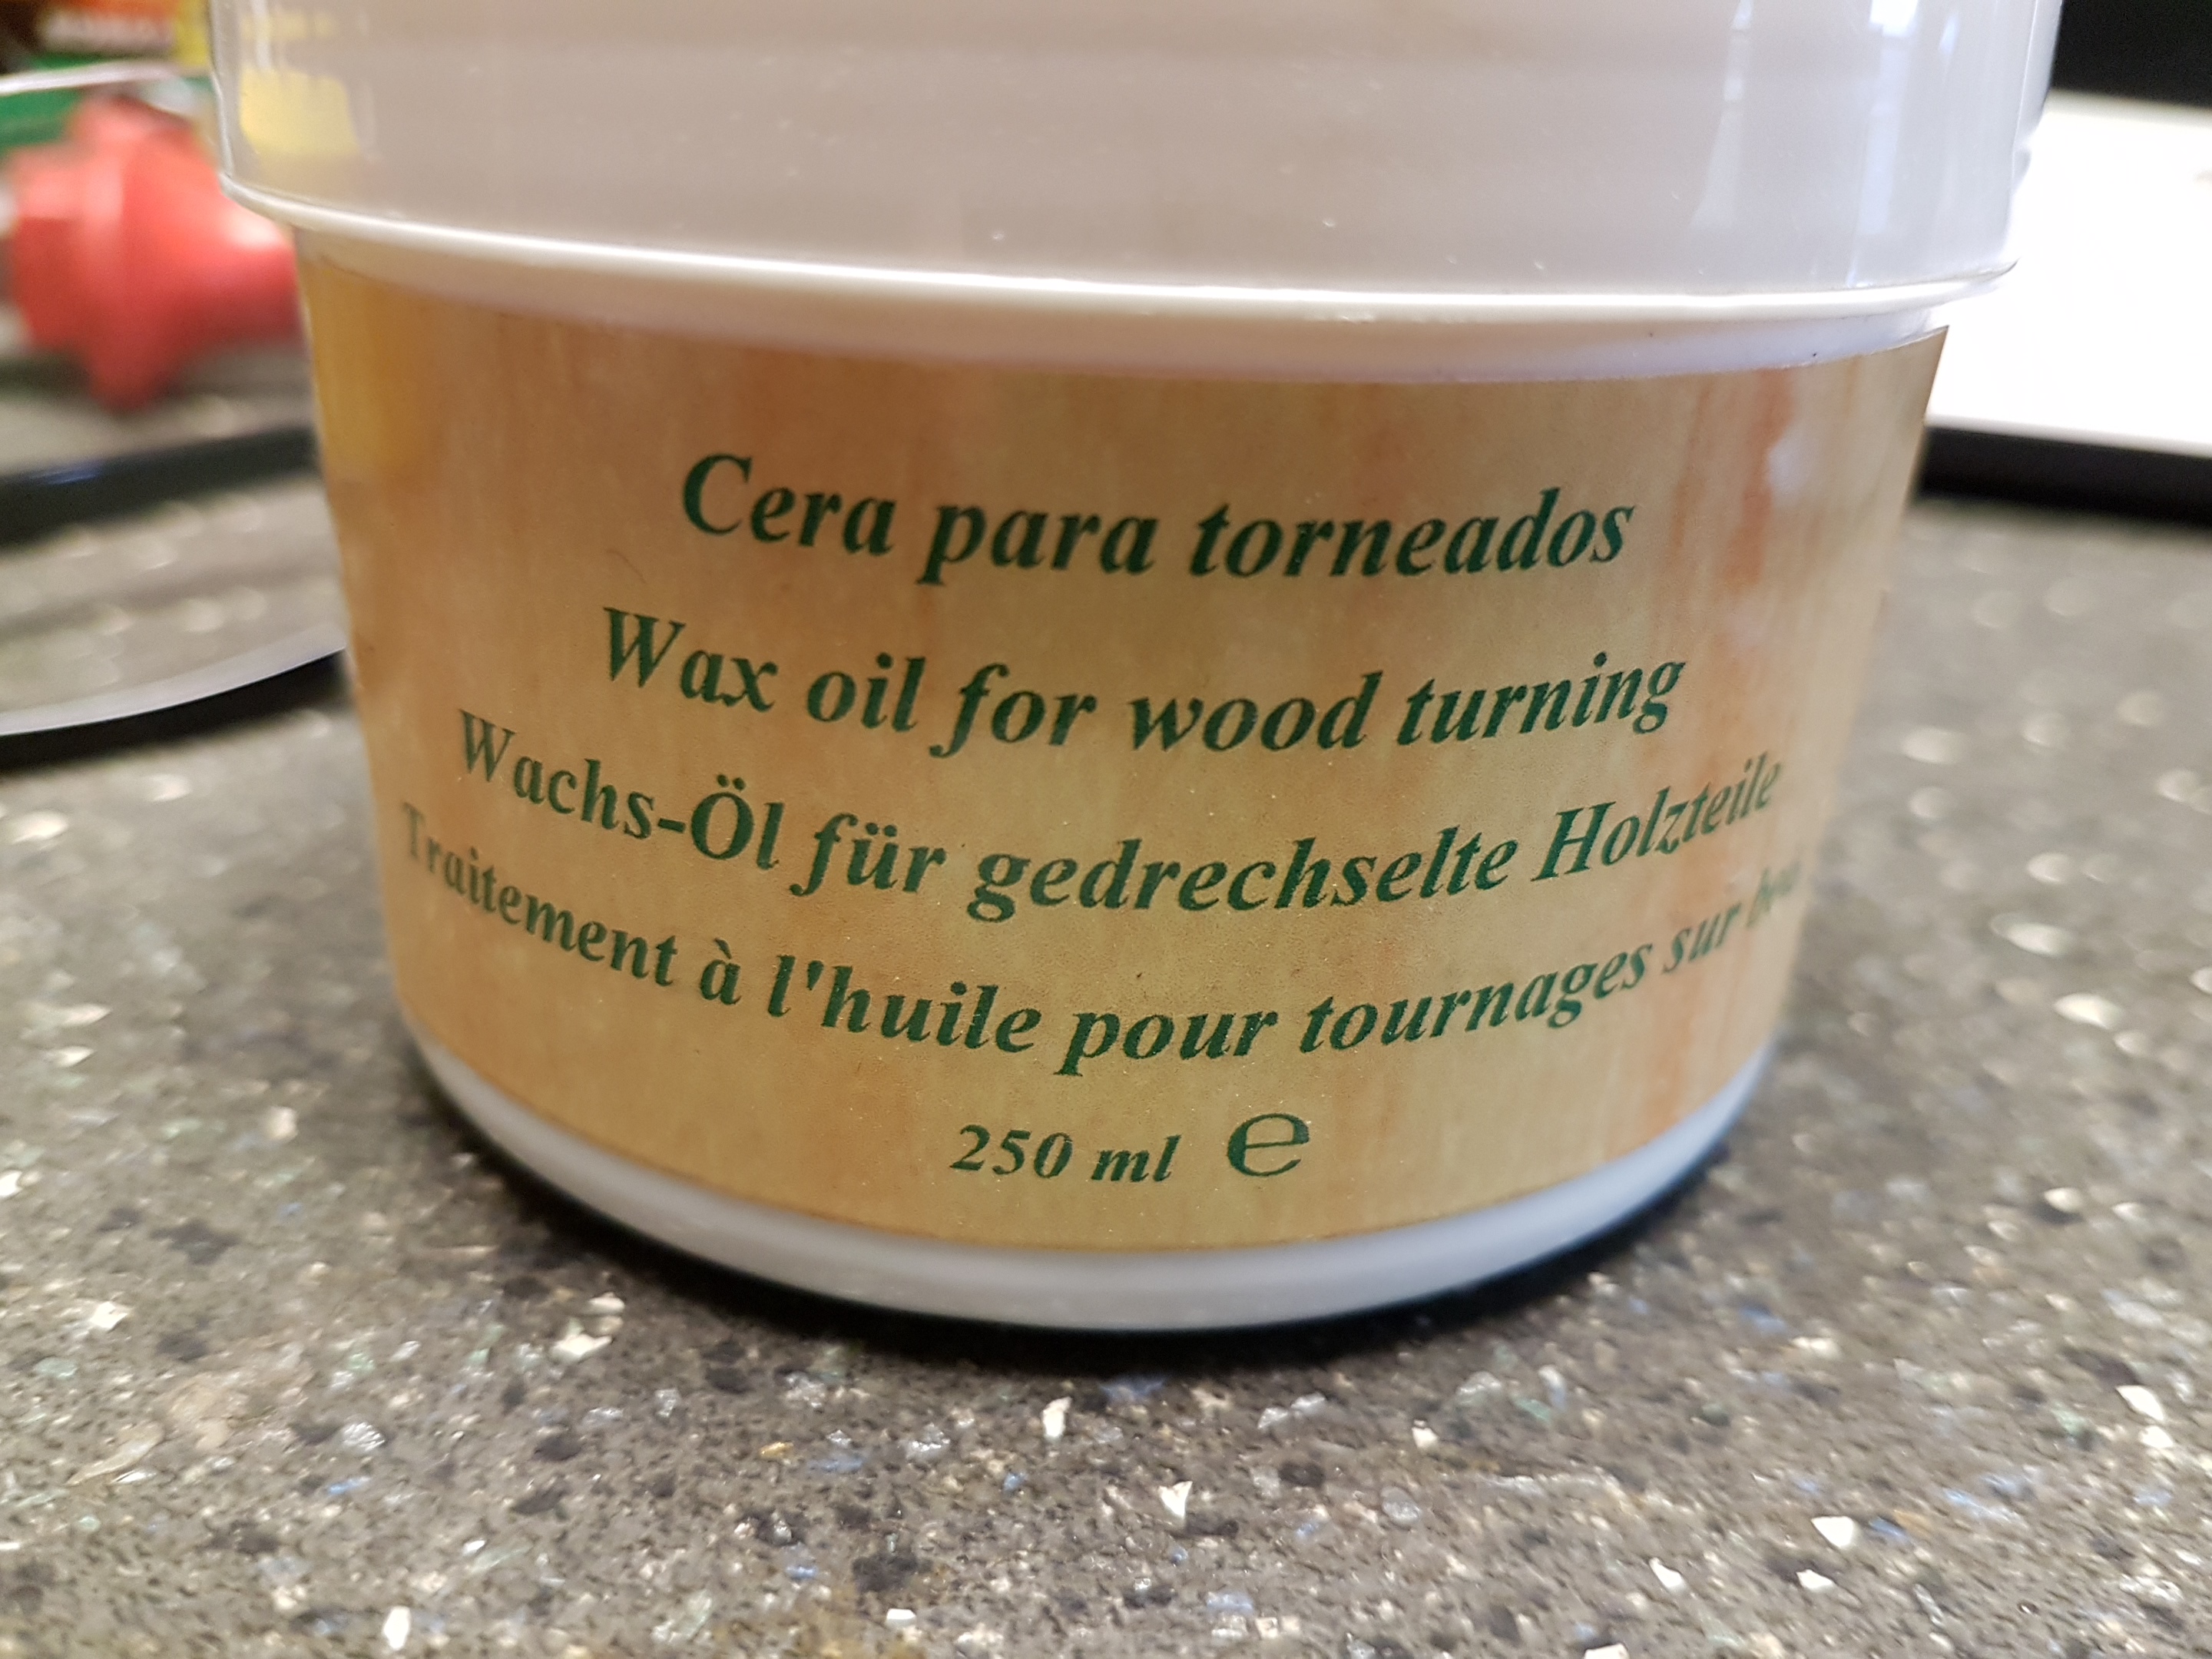 Cera para torneados
Wax oil for wood turning
Wachs-Öl für gedrechselte Holzteile
Traitement à l'huile pour tournages sur
250 ml ℮